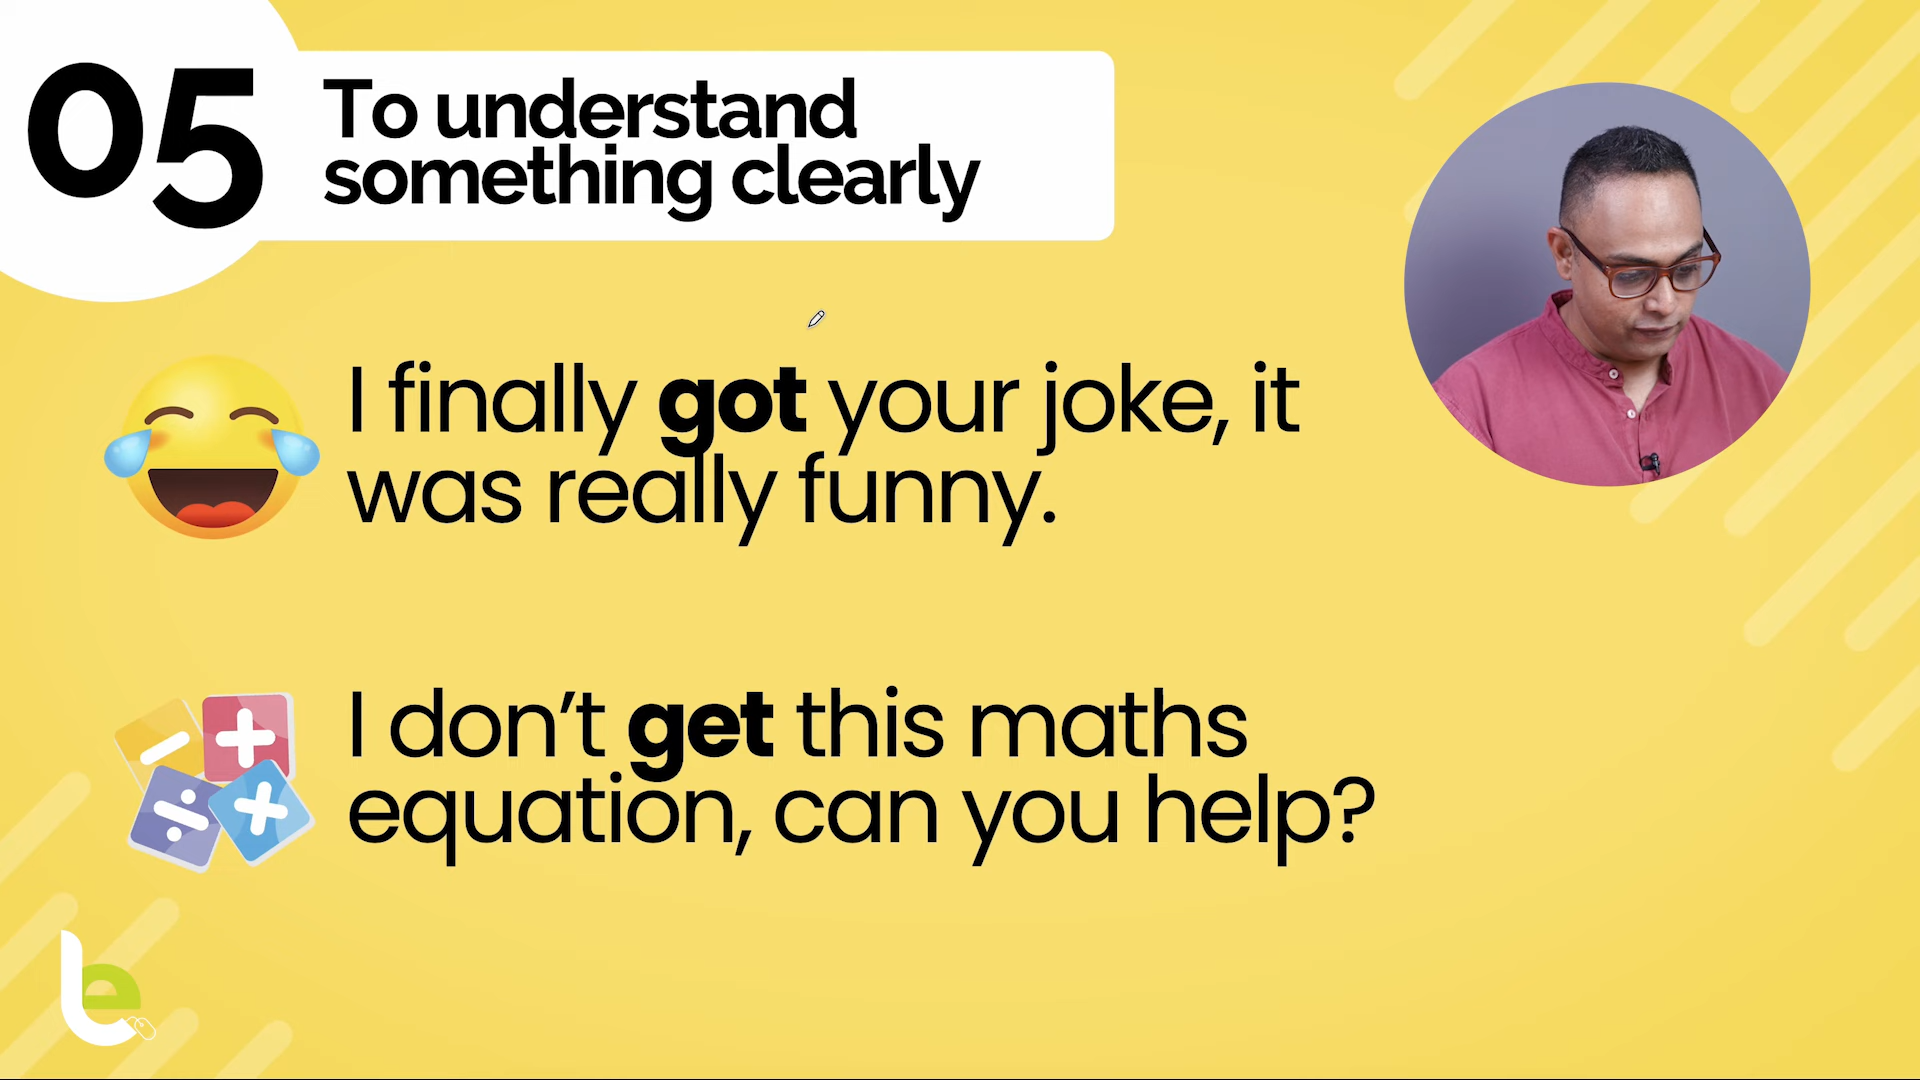 05
To understand
something clearly
I finally got your joke, it
was really funny.
I don’t get this maths
equation, can you help?